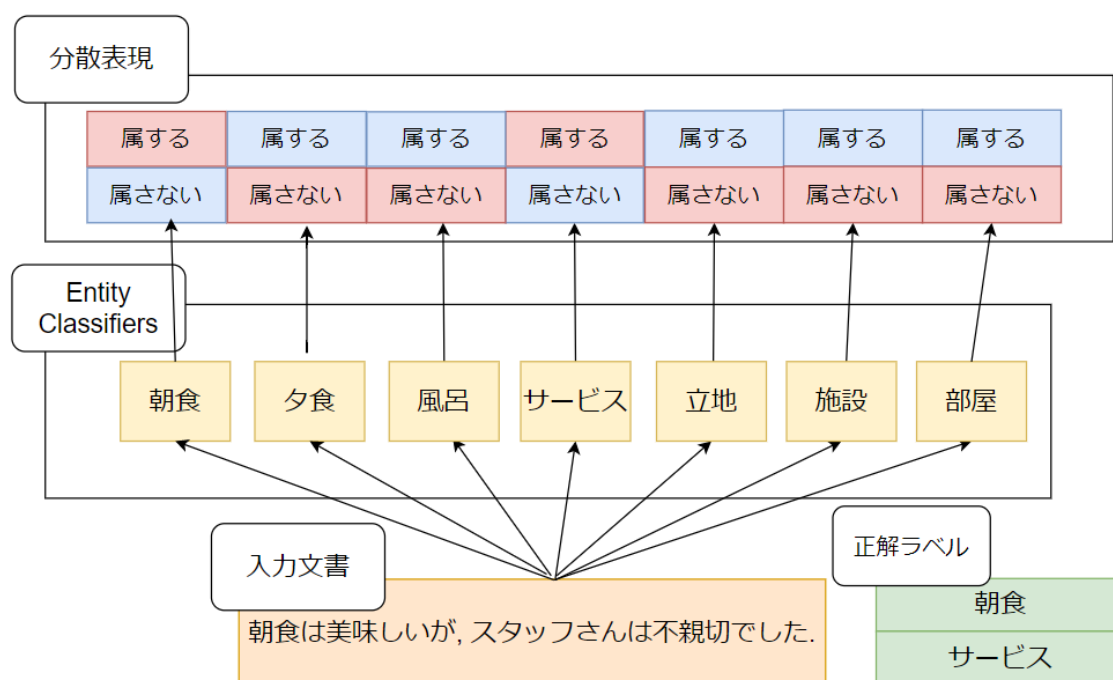 分散表現
属する 属する 属する 属する 属する 属する 属する
属さない 属さない 属さない 属さない 属さない 属さない 属さない
Entity
Classifiers
朝食 夕食 風呂 サービス 立地 施設 部屋
入力文書
朝食は美味しいが, スタッフさんは不親切でした.
正解ラベル
朝食
サービス